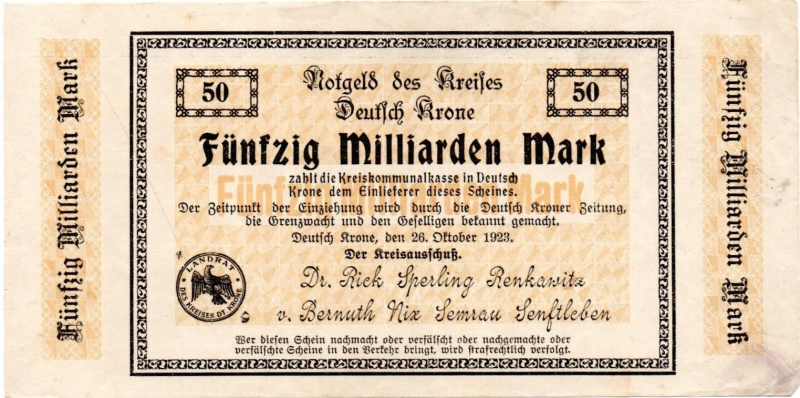 Fünfzig Milliarden Mark
50
Notgeld des Kreises
50
Deutsch Krone
Fünfzig Milliarden Mark
zahlt die Kreiskommunalkasse in Deutsch
Krone dem Einlieferer dieses Scheines.
Der Zeitpunkt der Einziehung wird durch die Deutsch Kroner Zeitung,
die Grenzwacht und den Geselligen bekannt gemacht.
Deutsch Krone, den 26. Oktober 1923.
Der Kreisausschuß.
Dr. Rick Sperling Renkawitz
v. Bernuth Nix Semrau Senftleben
LANDRAT
DES KREISES DT KRONE
Wer diesen Schein nachmacht oder verfälscht oder nachgemachte oder
verfälschte Scheine in den Verkehr bringt, wird strafrechtlich verfolgt.
Fünfzig Milliarden Mark